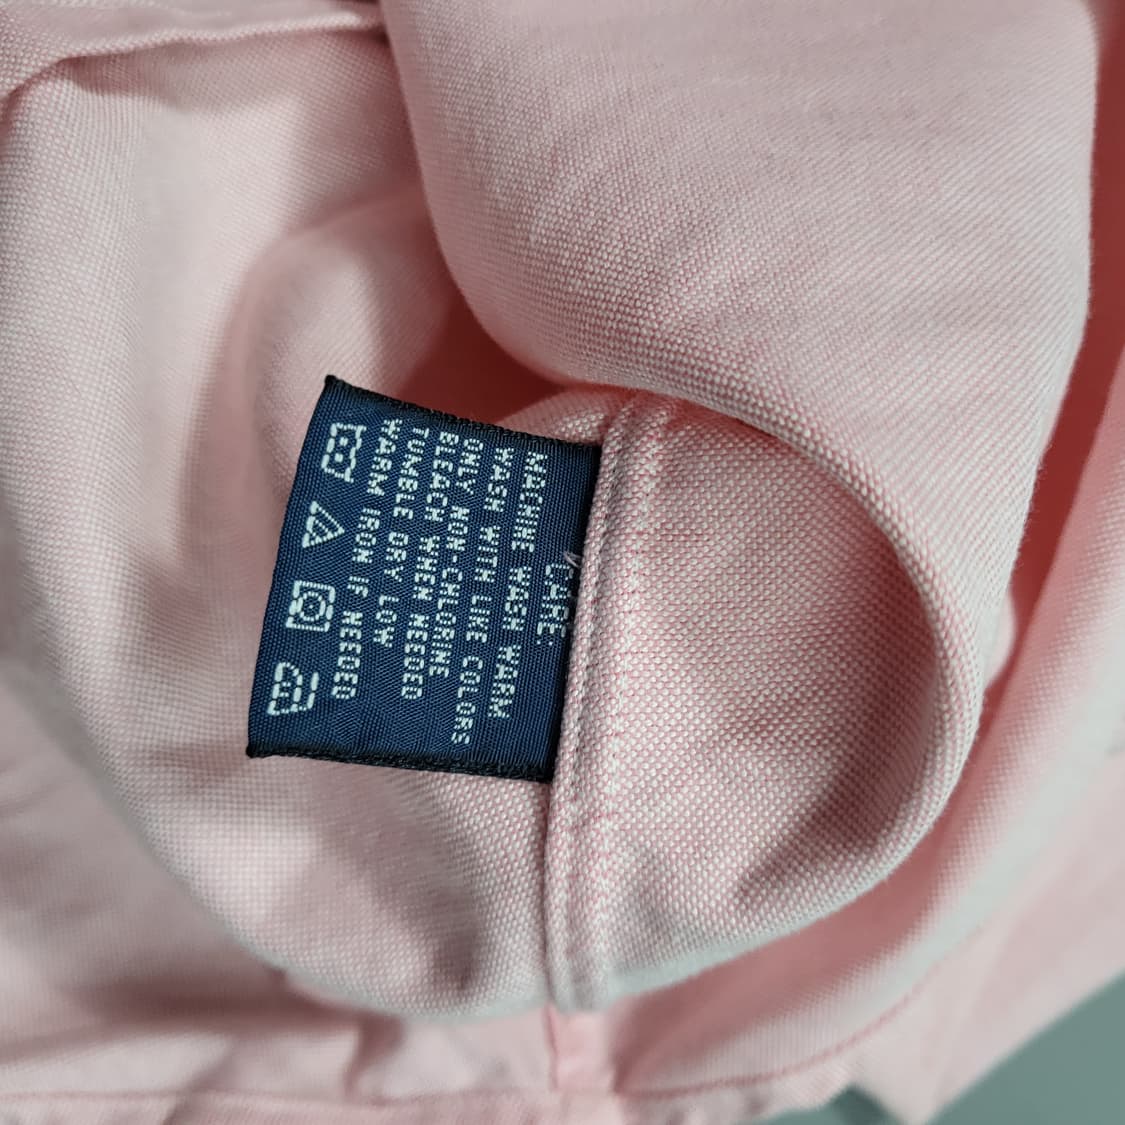 CARE:
MACHINE WASH WARM
WASH WITH LIKE COLORS
ONLY NON-CHLORINE
BLEACH WHEN NEEDED
TUMBLE DRY LOW
WARM IRON IF NEEDED